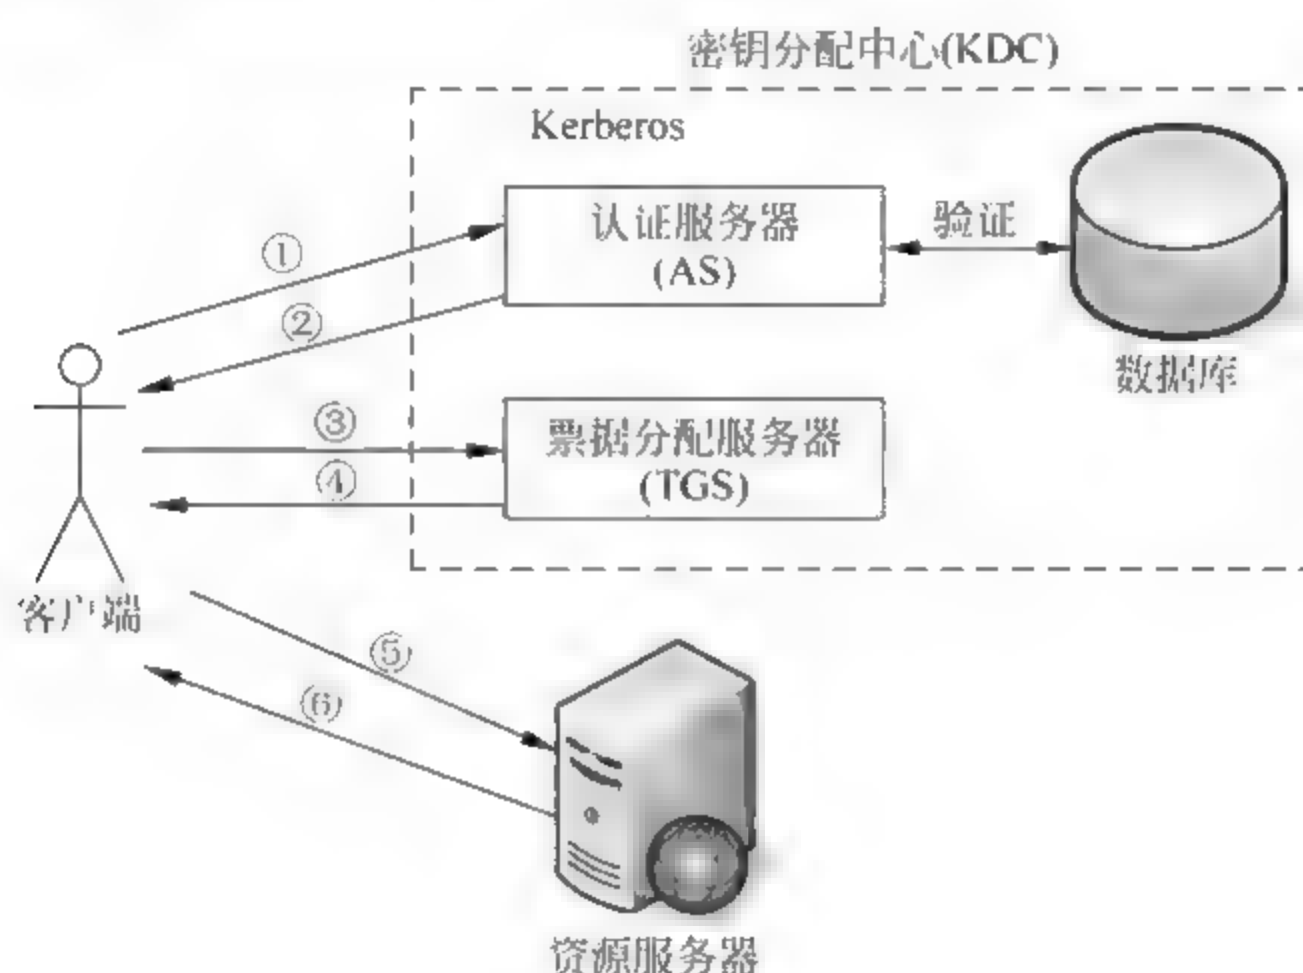 密钥分配中心(KDC)
Kerberos
认证服务器
(AS)
验证
数据库
①
②
③
④
票据分配服务器
(TGS)
客户端
⑤
⑥
资源服务器